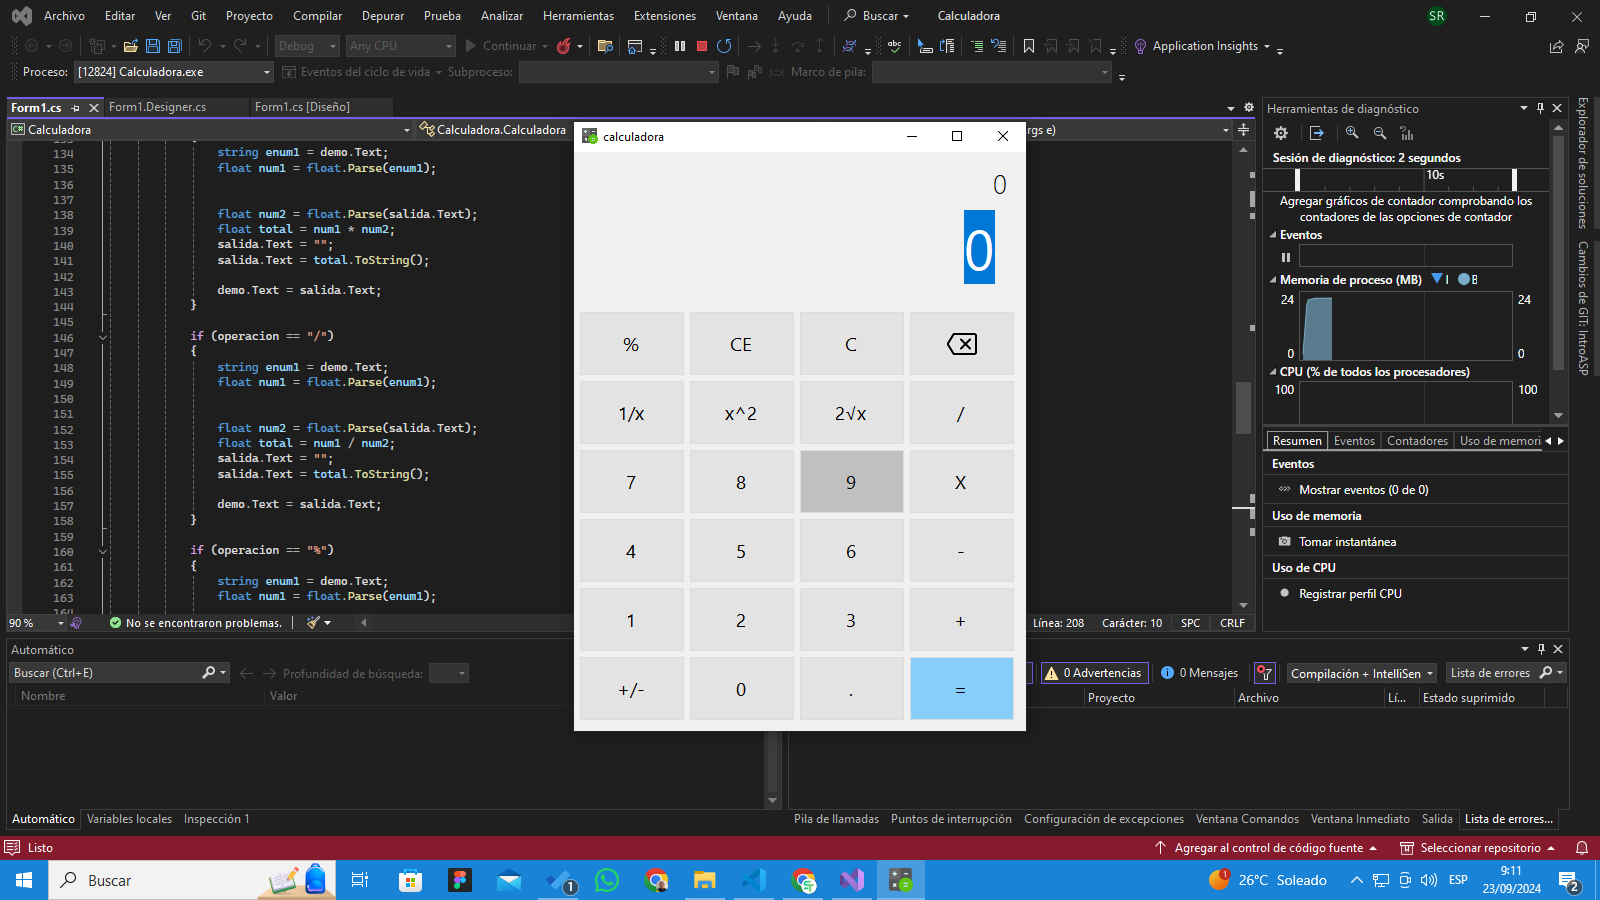 Archivo Editar Ver Git Proyecto Compilar Depurar Prueba Analizar Herramientas Extensiones Ventana Ayuda Buscar Calculadora SR
Debug Any CPU Continuar Application Insights
Proceso: [12824] Calculadora.exe Eventos del ciclo de vida Subproceso: Marco de pila:
Form1.cs Form1.Designer.cs Form1.cs [Diseño]
Calculadora Calculadora.Calculadora
134 string enum1 = demo.Text;
135 float num1 = float.Parse(enum1);
136
137
138 float num2 = float.Parse(salida.Text);
139 float total = num1 * num2;
140 salida.Text = "";
141 salida.Text = total.ToString();
142
143 demo.Text = salida.Text;
144 }
145
146 if (operacion == "/")
147 {
148 string enum1 = demo.Text;
149 float num1 = float.Parse(enum1);
150
151
152 float num2 = float.Parse(salida.Text);
153 float total = num1 / num2;
154 salida.Text = "";
155 salida.Text = total.ToString();
156
157 demo.Text = salida.Text;
158 }
159
160 if (operacion == "%")
161 {
162 string enum1 = demo.Text;
163 float num1 = float.Parse(enum1);
90 % No se encontraron problemas. Línea: 208 Carácter: 10 SPC CRLF
calculadora
0
0
% CE C
1/x x^2 2√x /
7 8 9 X
4 5 6 -
1 2 3 +
+/- 0 . =
Herramientas de diagnóstico
Sesión de diagnóstico: 2 segundos
10s
Agregar gráficos de contador comprobando los
contadores de las opciones de contador
Eventos
Memoria de proceso (MB) I B
24 24
0 0
CPU (% de todos los procesadores)
100 100
Resumen Eventos Contadores Uso de memori
Eventos
Mostrar eventos (0 de 0)
Uso de memoria
Tomar instantánea
Uso de CPU
Registrar perfil CPU
Explorador de soluciones
Cambios de GIT: IntroASP
Automático
Buscar (Ctrl+E) Profundidad de búsqueda:
Nombre Valor
0 Advertencias 0 Mensajes Compilación + IntelliSen Lista de errores
Proyecto Archivo Lí... Estado suprimido
Automático Variables locales Inspección 1
Pila de llamadas Puntos de interrupción Configuración de excepciones Ventana Comandos Ventana Inmediato Salida Lista de errores...
Listo Agregar al control de código fuente Seleccionar repositorio
Buscar 1 1 26°C Soleado ESP 9:11
23/09/2024 2